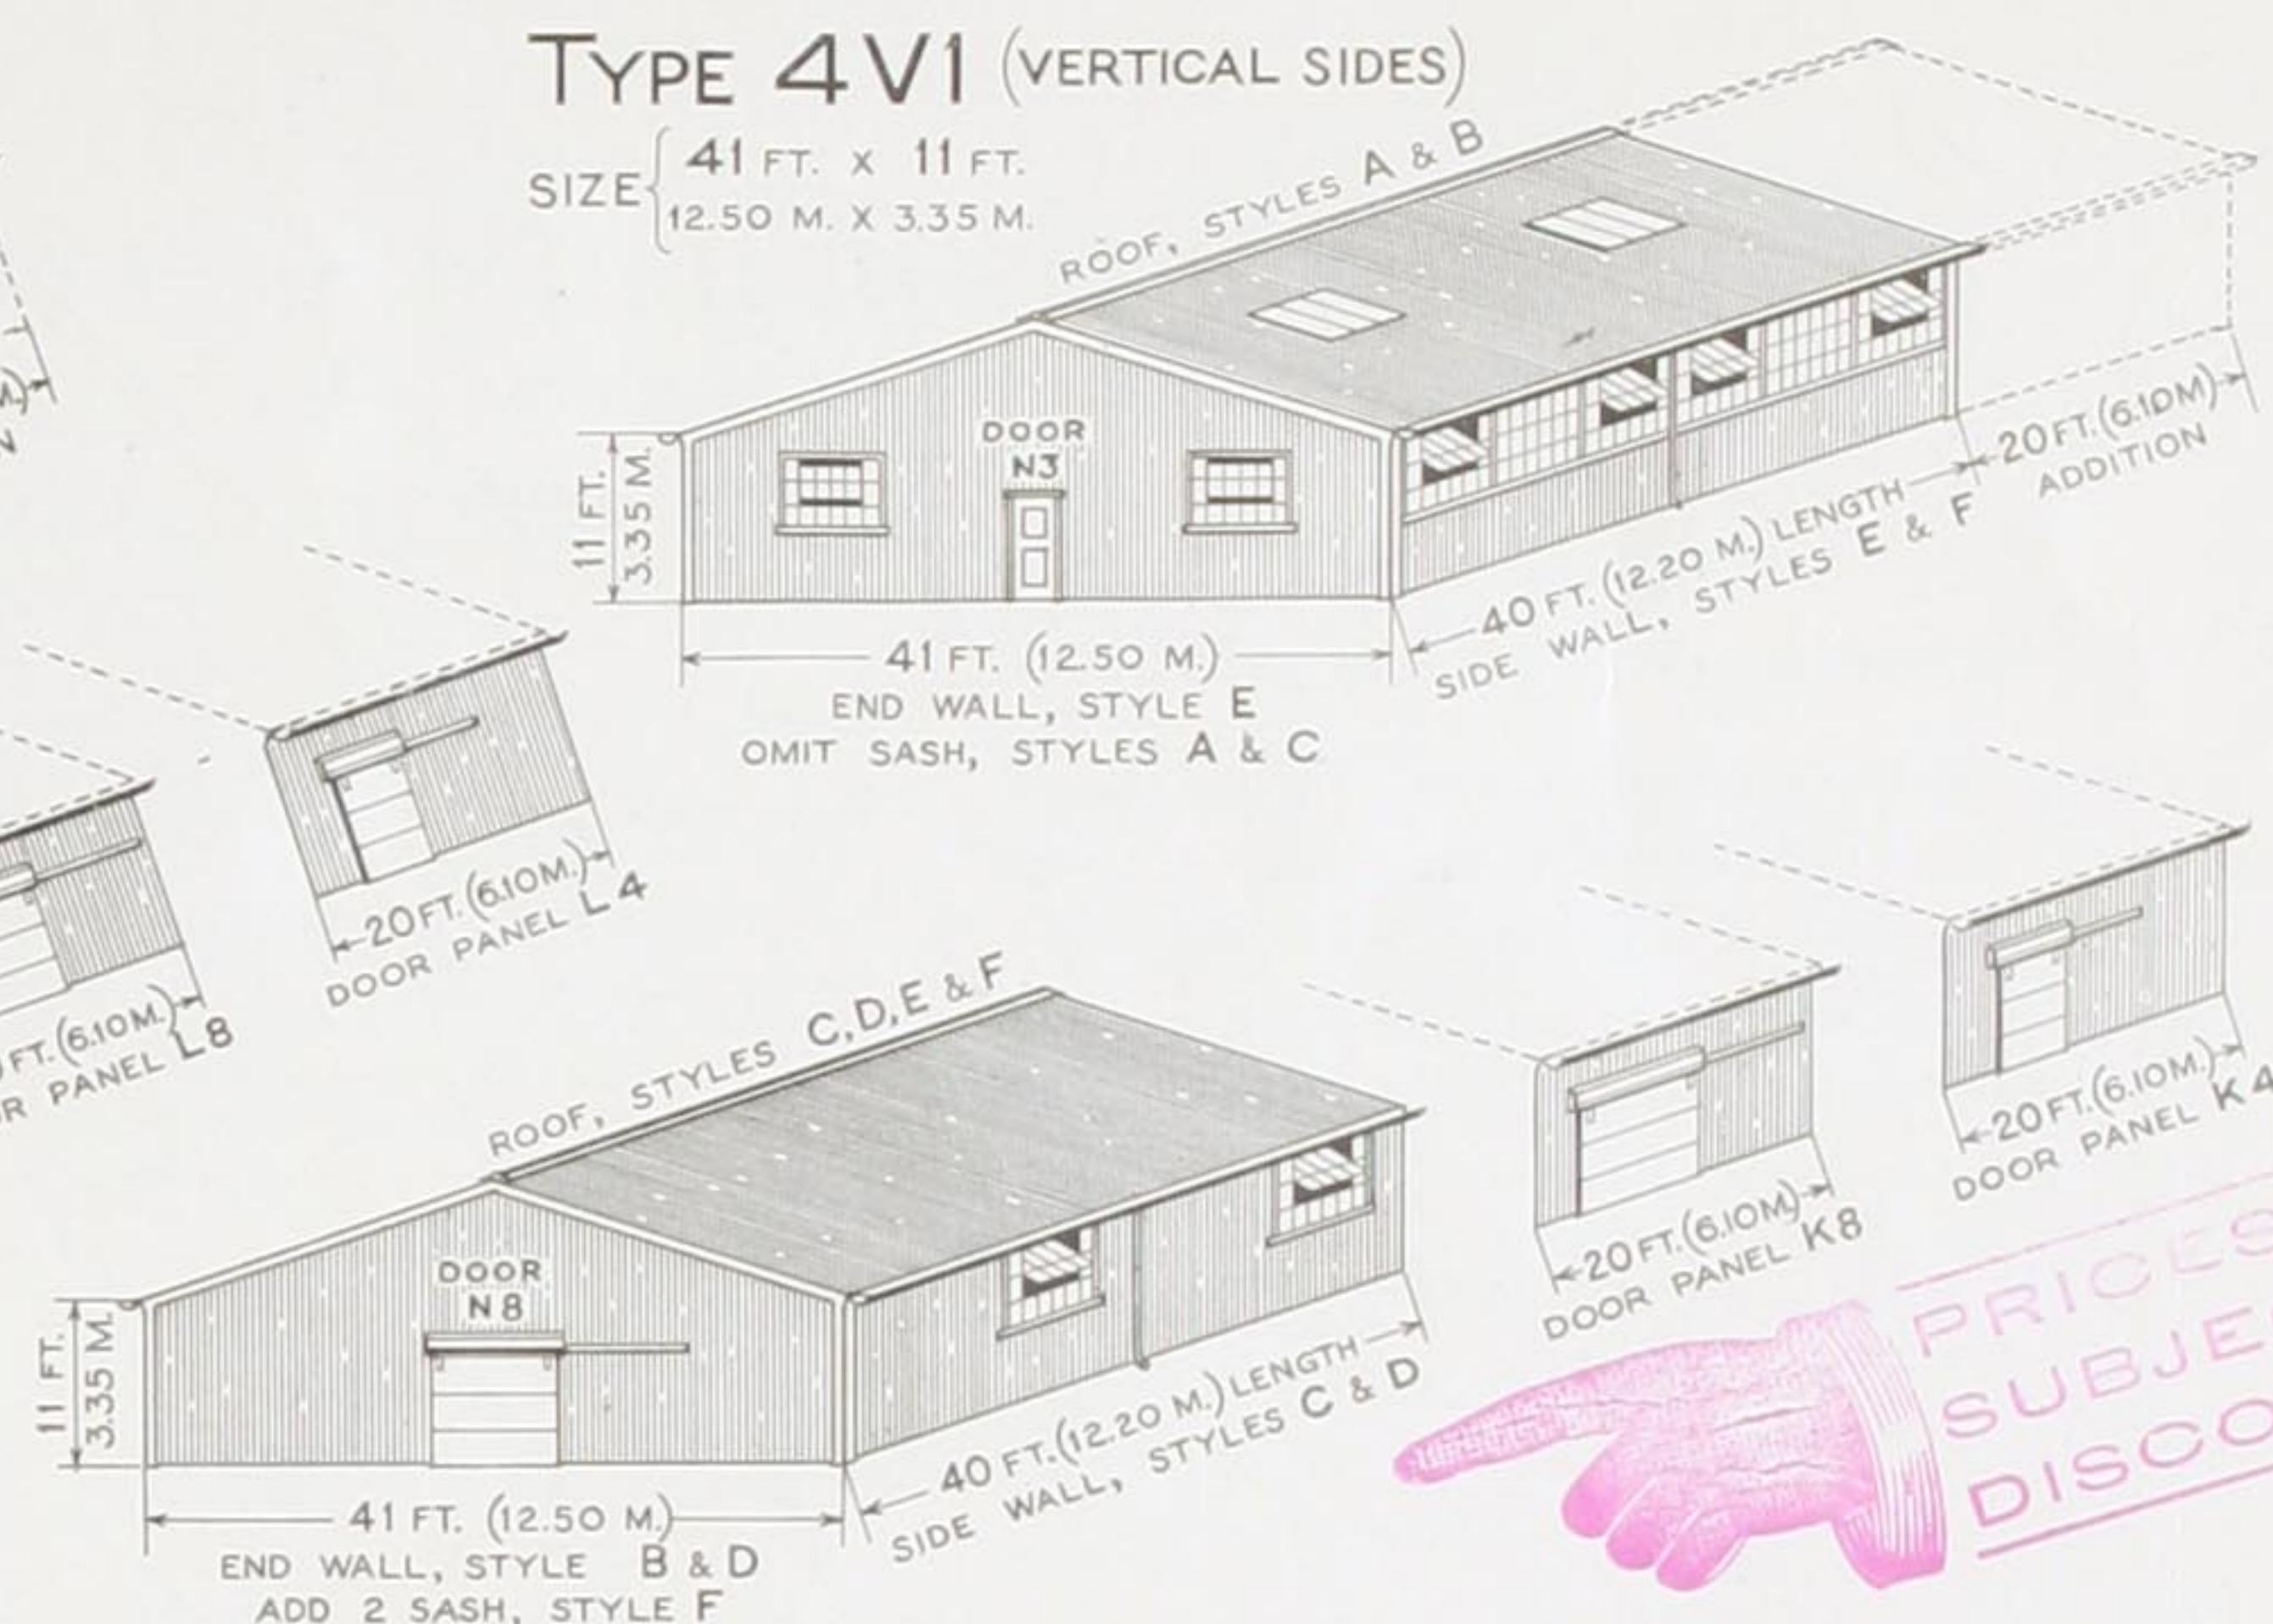 TYPE 4V1 (VERTICAL SIDES)
SIZE
41 FT. X 11 FT.
12.50 M. X 3.35 M.
ROOF, STYLES A & B
DOOR
N3
11 FT.
3.35 M.
41 FT. (12.50 M.)
END WALL, STYLE E
OMIT SASH, STYLES A & C
40 FT. (12.20 M.) LENGTH
SIDE WALL, STYLES E & F
20 FT. (6.10M)
ADDITION
20 FT. (6.10M.)
DOOR PANEL L4
FT. (6.10M.)
PANEL L8
ROOF, STYLES C, D, E & F
DOOR
N8
11 FT.
3.35 M.
41 FT. (12.50 M.)
END WALL, STYLE B & D
ADD 2 SASH, STYLE F
40 FT. (12.20 M.) LENGTH
SIDE WALL, STYLES C & D
20 FT. (6.10M)
DOOR PANEL K8
20 FT. (6.10M.)
DOOR PANEL K4
PRICES
SUBJE
DISCO